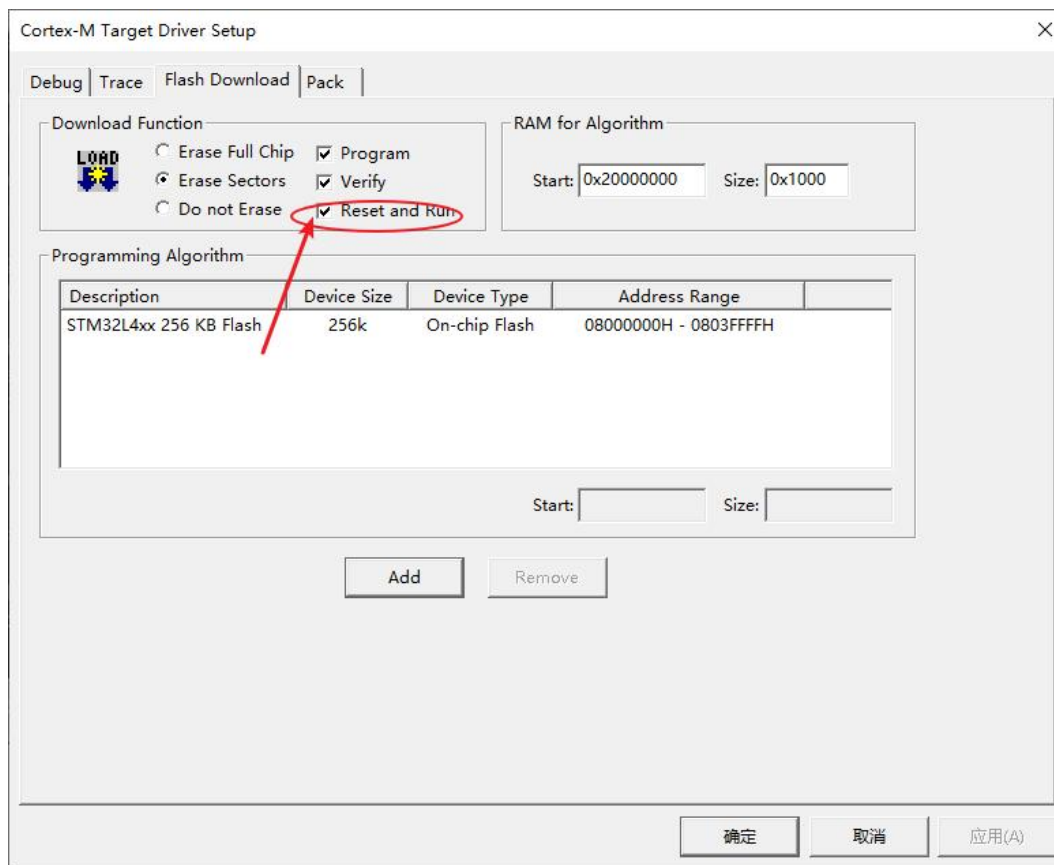 Cortex-M Target Driver Setup
Debug Trace Flash Download Pack
Download Function
LOAD
Erase Full Chip
Erase Sectors
Do not Erase
Program
Verify
Reset and Run
RAM for Algorithm
Start: 0x20000000 Size: 0x1000
Programming Algorithm
Description Device Size Device Type Address Range
STM32L4xx 256 KB Flash 256k On-chip Flash 08000000H - 0803FFFFH
Start: Size:
Add Remove
确定 取消 应用(A)